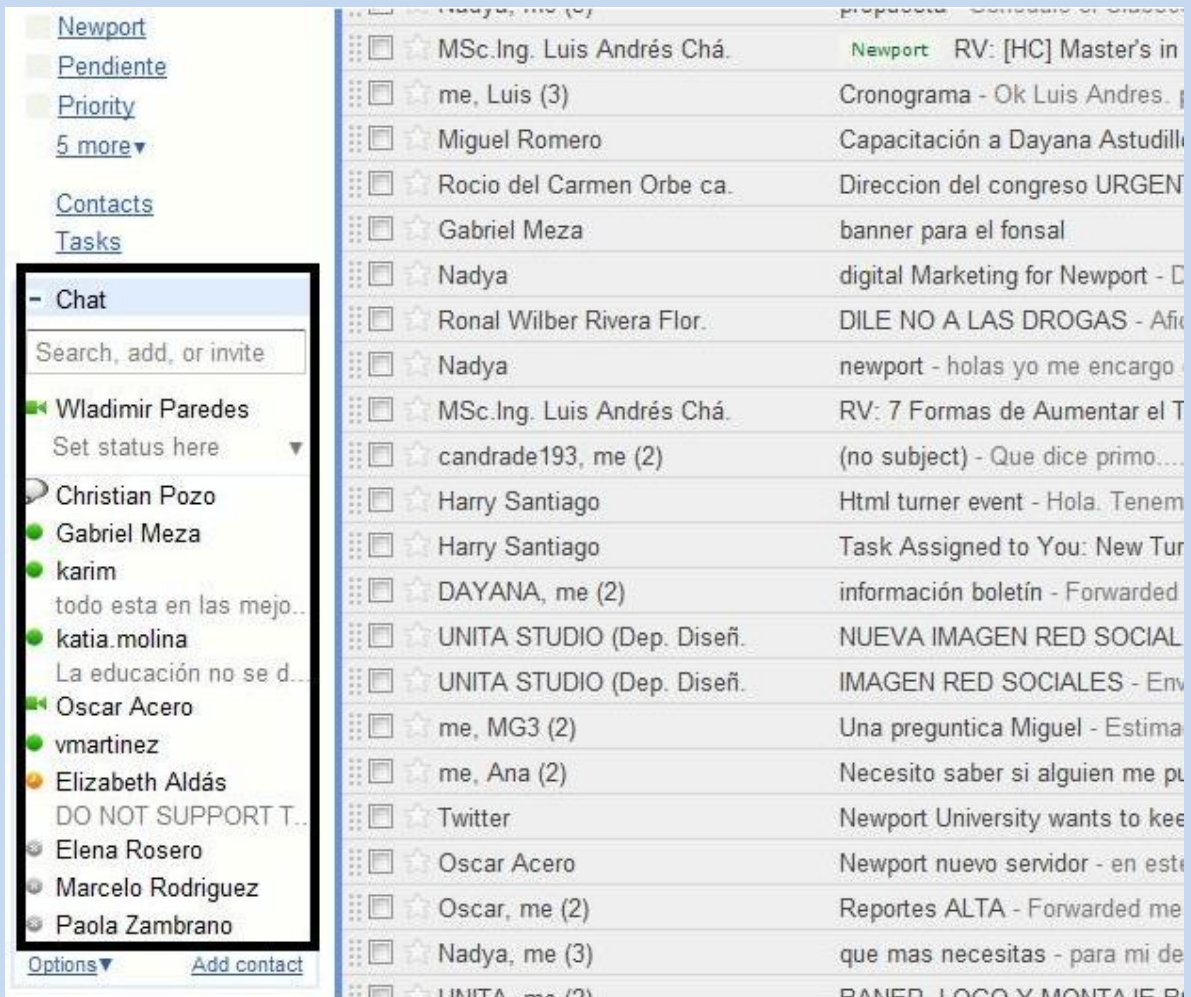 Newport
Pendiente
Priority
5 more▾
Contacts
Tasks
Chat
Search, add, or invite
Wladimir Paredes
Set status here ▼
Christian Pozo
Gabriel Meza
karim
todo esta en las mejo..
katia.molina
La educación no se d...
Oscar Acero
vmartinez
Elizabeth Aldás
DO NOT SUPPORT T..
Elena Rosero
Marcelo Rodriguez
Paola Zambrano
Options▼ Add contact
MSc.Ing. Luis Andrés Chá. Newport RV: [HC] Master's in
me, Luis (3) Cronograma - Ok Luis Andres.
Miguel Romero Capacitación a Dayana Astudill
Rocio del Carmen Orbe ca. Direccion del congreso URGEN
Gabriel Meza banner para el fonsal
Nadya digital Marketing for Newport - D
Ronal Wilber Rivera Flor. DILE NO A LAS DROGAS - Afi
Nadya newport - holas yo me encargo
MSc.Ing. Luis Andrés Chá. RV: 7 Formas de Aumentar el T
candrade193, me (2) (no subject) - Que dice primo....
Harry Santiago Html turner event - Hola. Tenem
Harry Santiago Task Assigned to You: New Tur
DAYANA, me (2) información boletín - Forwarded
UNITA STUDIO (Dep. Diseñ. NUEVA IMAGEN RED SOCIAL
UNITA STUDIO (Dep. Diseñ. IMAGEN RED SOCIALES - Env
me, MG3 (2) Una preguntica Miguel - Estima
me, Ana (2) Necesito saber si alguien me pu
Twitter Newport University wants to kee
Oscar Acero Newport nuevo servidor - en este
Oscar, me (2) Reportes ALTA - Forwarded me
Nadya, me (3) que mas necesitas - para mi de